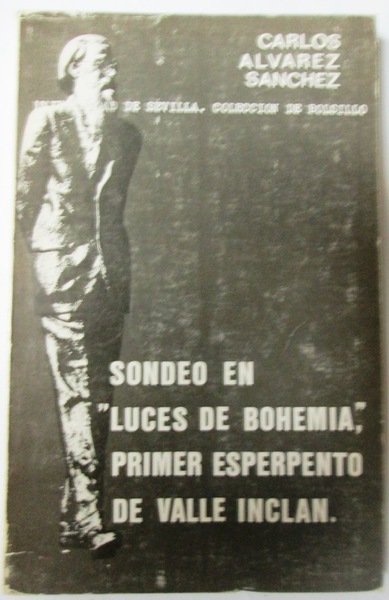 CARLOS
ALVAREZ
SANCHEZ
DE SEVILLA. COLECCION DE BOLSILLO
SONDEO EN
"LUCES DE BOHEMIA,"
PRIMER ESPERPENTO
DE VALLE INCLAN.